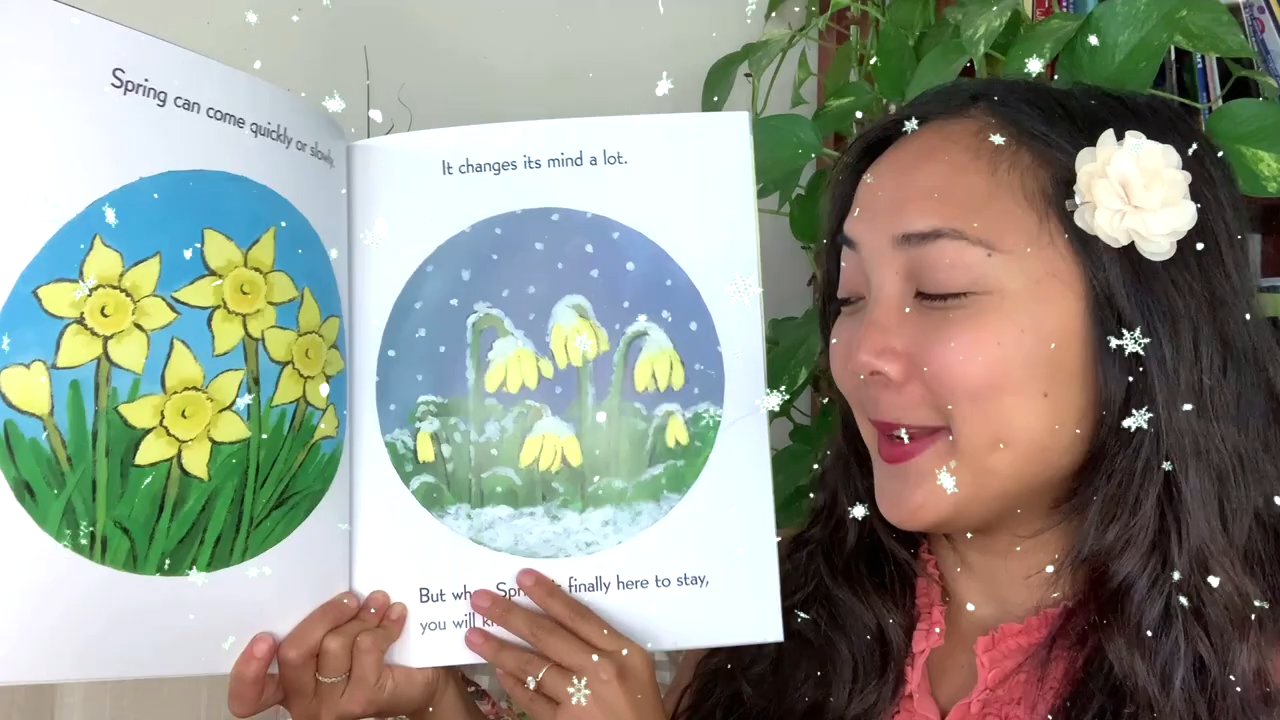 Spring can come quickly or slowly.
It changes its mind a lot.
But finally here to stay,
you will